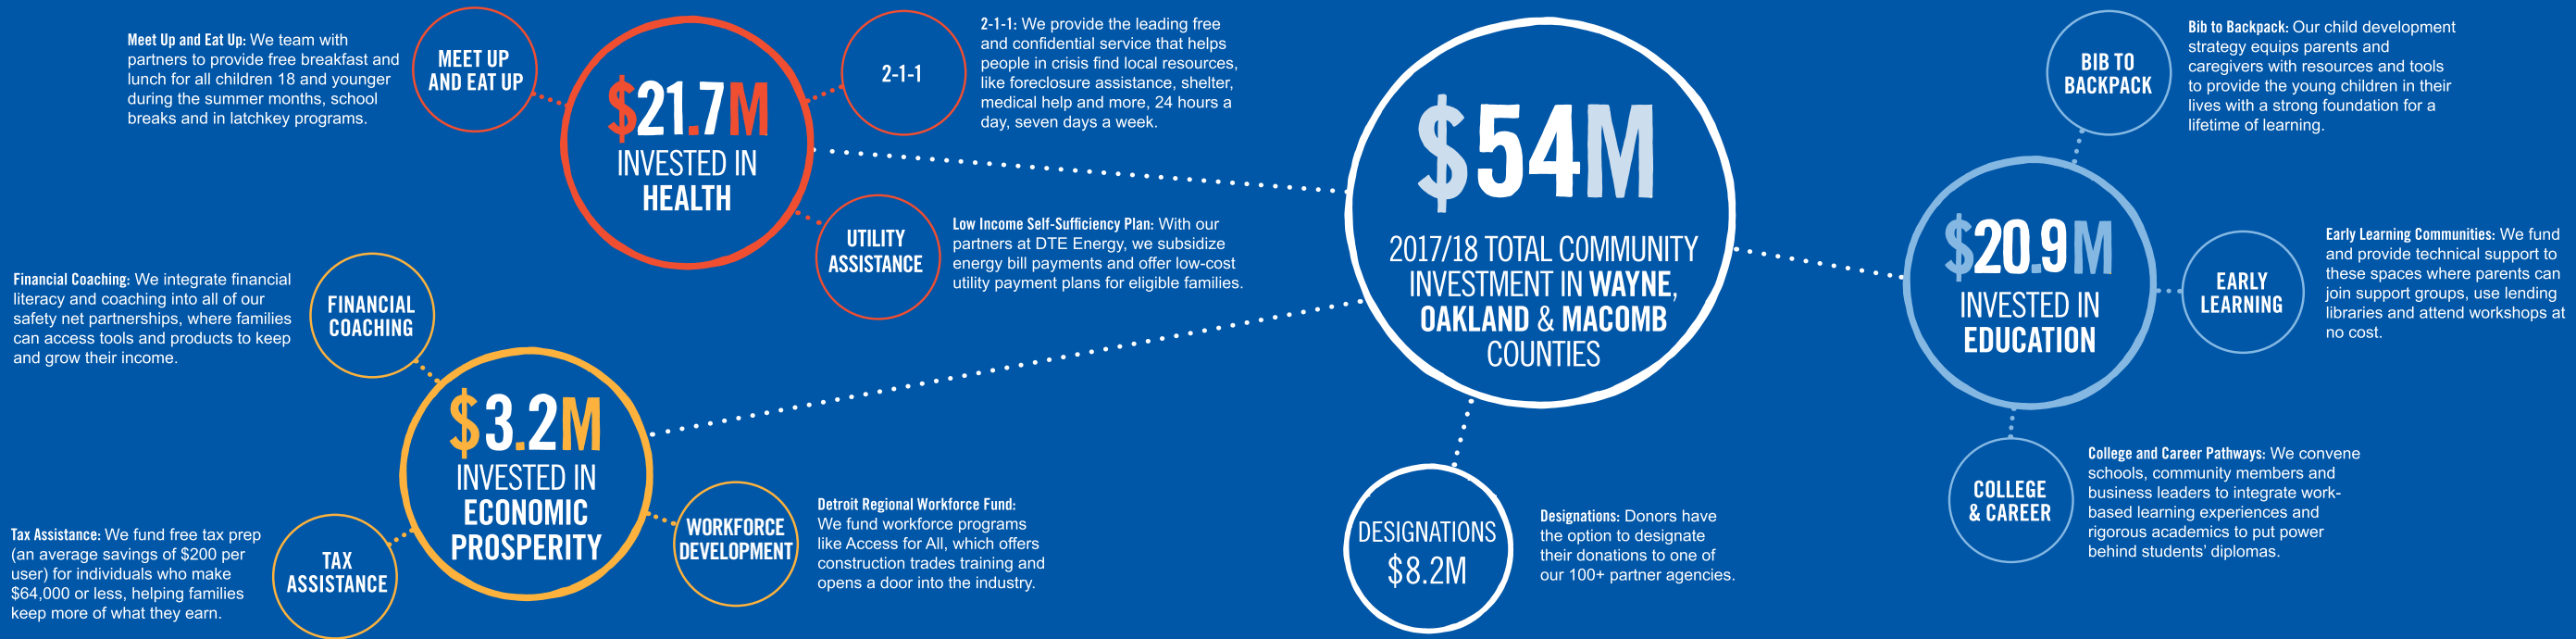 Meet Up and Eat Up: We team with
partners to provide free breakfast and
lunch for all children 18 and younger
during the summer months, school
breaks and in latchkey programs.
MEET UP
AND EAT UP
$21.7M
INVESTED IN
HEALTH
2-1-1
2-1-1: We provide the leading free
and confidential service that helps
people in crisis find local resources,
like foreclosure assistance, shelter,
medical help and more, 24 hours a
day, seven days a week.
UTILITY
ASSISTANCE
Low Income Self-Sufficiency Plan: With our
partners at DTE Energy, we subsidize
energy bill payments and offer low-cost
utility payment plans for eligible families.
Financial Coaching: We integrate financial
literacy and coaching into all of our
safety net partnerships, where families
can access tools and products to keep
and grow their income.
FINANCIAL
COACHING
$3.2M
INVESTED IN
ECONOMIC
PROSPERITY
Tax Assistance: We fund free tax prep
(an average savings of $200 per
user) for individuals who make
$64,000 or less, helping families
keep more of what they earn.
TAX
ASSISTANCE
WORKFORCE
DEVELOPMENT
Detroit Regional Workforce Fund:
We fund workforce programs
like Access for All, which offers
construction trades training and
opens a door into the industry.
$54M
2017/18 TOTAL COMMUNITY
INVESTMENT IN WAYNE,
OAKLAND & MACOMB
COUNTIES
DESIGNATIONS
$8.2M
Designations: Donors have
the option to designate
their donations to one of
our 100+ partner agencies.
BIB TO
BACKPACK
Bib to Backpack: Our child development
strategy equips parents and
caregivers with resources and tools
to provide the young children in their
lives with a strong foundation for a
lifetime of learning.
$20.9M
INVESTED IN
EDUCATION
EARLY
LEARNING
Early Learning Communities: We fund
and provide technical support to
these spaces where parents can
join support groups, use lending
libraries and attend workshops at
no cost.
COLLEGE
& CAREER
College and Career Pathways: We convene
schools, community members and
business leaders to integrate work-
based learning experiences and
rigorous academics to put power
behind students' diplomas.